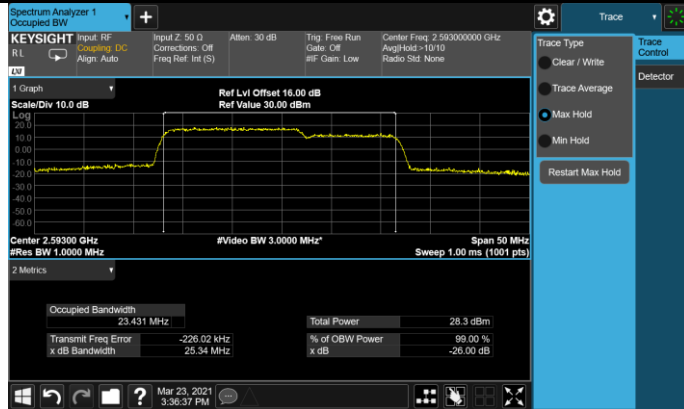 Spectrum Analyzer 1
Occupied BW
Trace
KEYSIGHT
RL
LXI
Input: RF
Coupling: DC
Align: Auto
Input Z: 50 Ω
Corrections: Off
Freq Ref: Int (S)
Atten: 30 dB
Trig: Free Run
Gate: Off
#IF Gain: Low
Center Freq: 2.593000000 GHz
Avg|Hold:>10/10
Radio Std: None
Trace Type
Clear / Write
Trace Average
Max Hold
Min Hold
Restart Max Hold
Trace
Control
Detector
1 Graph
Scale/Div 10.0 dB
Ref Lvl Offset 16.00 dB
Ref Value 30.00 dBm
Log
20.0
10.0
0.00
-10.0
-20.0
-30.0
-40.0
-50.0
-60.0
Center 2.59300 GHz
#Res BW 1.0000 MHz
#Video BW 3.0000 MHz*
Span 50 MHz
Sweep 1.00 ms (1001 pts)
2 Metrics
Occupied Bandwidth
23.431 MHz
Transmit Freq Error -226.02 kHz
x dB Bandwidth 25.34 MHz
Total Power 28.3 dBm
% of OBW Power 99.00 %
x dB -26.00 dB
?
Mar 23, 2021
3:36:37 PM